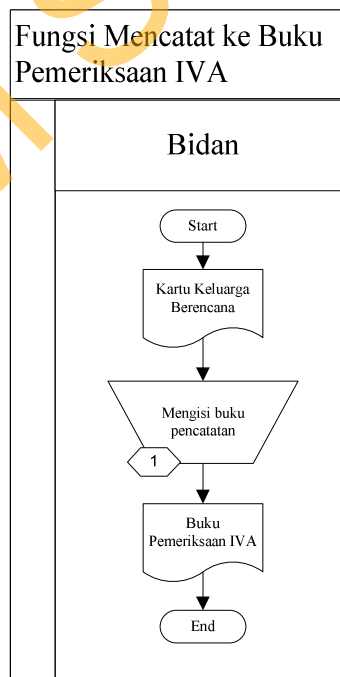 Fungsi Mencatat ke Buku
Pemeriksaan IVA
Bidan
Start
Kartu Keluarga
Berencana
Mengisi buku
pencatatan
1
Buku
Pemeriksaan IVA
End